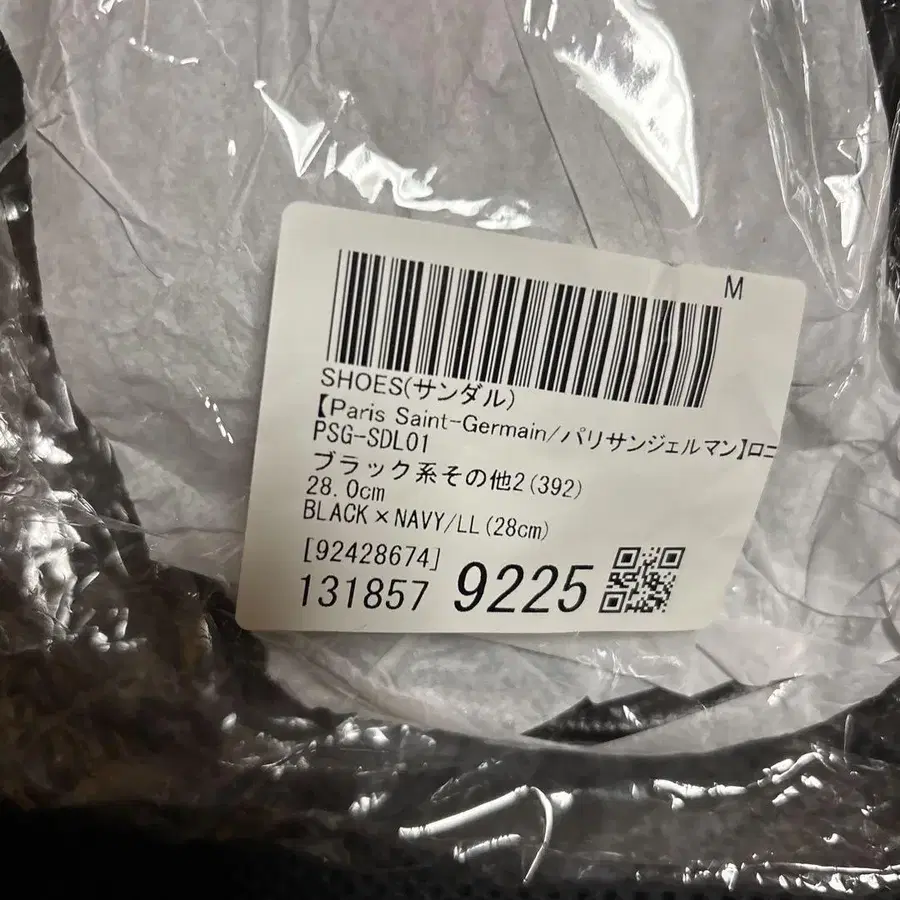 M
SHOES(サンダル)
【Paris Saint-Germain/パリサンジェルマン】ロニ
PSG-SDL01
ブラック系その他2(392)
28.0cm
BLACK×NAVY/LL(28cm)
[92428674]
131857 9225